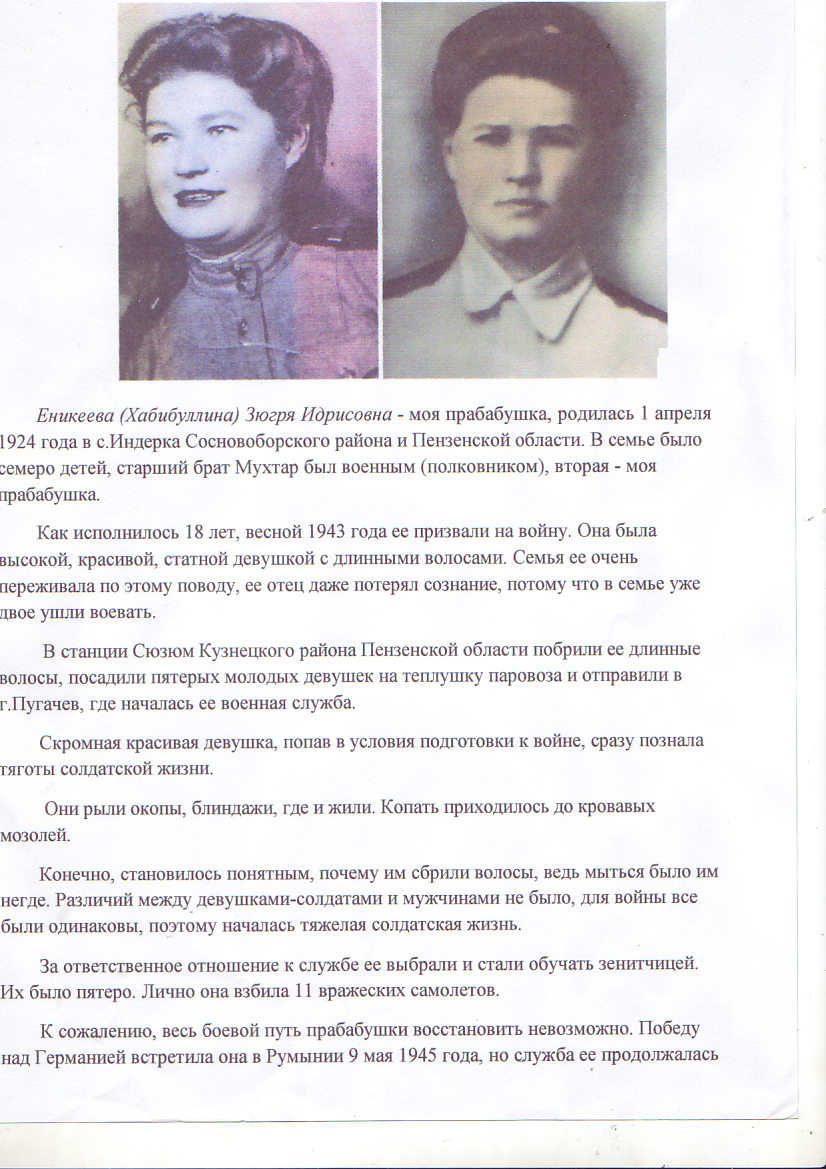 Еникеева (Хабибуллина) Зюгря Идрисовна - моя прабабушка, родилась 1 апреля
1924 года в с.Индерка Сосновоборского района и Пензенской области. В семье было
семеро детей, старший брат Мухтар был военным (полковником), вторая - моя
прабабушка.
Как исполнилось 18 лет, весной 1943 года ее призвали на войну. Она была
высокой, красивой, статной девушкой с длинными волосами. Семья ее очень
переживала по этому поводу, ее отец даже потерял сознание, потому что в семье уже
двое ушли воевать.
В станции Сюзюм Кузнецкого района Пензенской области побрили ее длинные
волосы, посадили пятерых молодых девушек на теплушку паровоза и отправили в
г.Пугачев, где началась ее военная служба.
Скромная красивая девушка, попав в условия подготовки к войне, сразу познала
тяготы солдатской жизни.
Они рыли окопы, блиндажи, где и жили. Копать приходилось до кровавых
мозолей.
Конечно, становилось понятным, почему им сбрили волосы, ведь мыться было им
негде. Различий между девушками-солдатами и мужчинами не было, для войны все
были одинаковы, поэтому началась тяжелая солдатская жизнь.
За ответственное отношение к службе ее выбрали и стали обучать зенитчицей.
Их было пятеро. Лично она взбила 11 вражеских самолетов.
К сожалению, весь боевой путь прабабушки восстановить невозможно. Победу
над Германией встретила она в Румынии 9 мая 1945 года, но служба ее продолжалась